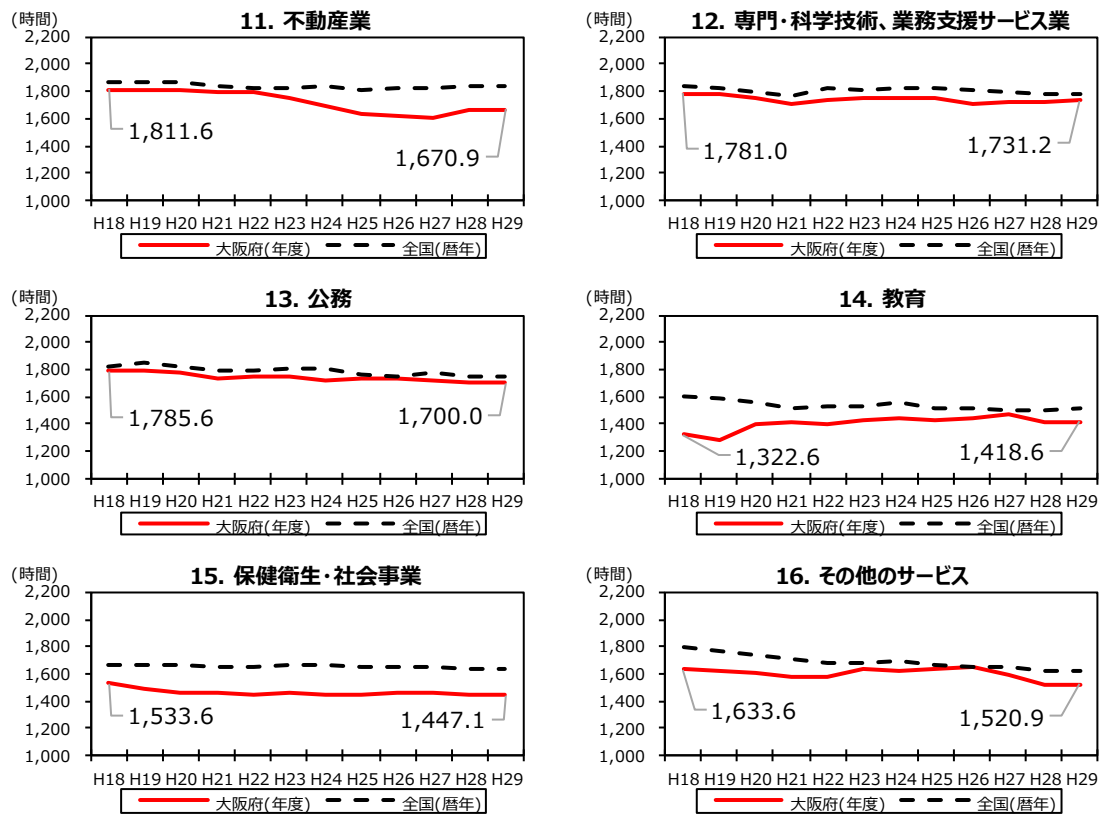 (時間)
11. 不動産業
2,200
2,000
1,800
1,600
1,400
1,200
1,000
1,811.6
1,670.9
H18 H19 H20 H21 H22 H23 H24 H25 H26 H27 H28 H29
大阪府(年度) 全国(暦年)
(時間)
12. 専門・科学技術、業務支援サービス業
2,200
2,000
1,800
1,600
1,400
1,200
1,000
1,781.0
1,731.2
H18 H19 H20 H21 H22 H23 H24 H25 H26 H27 H28 H29
大阪府(年度) 全国(暦年)
(時間)
13. 公務
2,200
2,000
1,800
1,600
1,400
1,200
1,000
1,785.6
1,700.0
H18 H19 H20 H21 H22 H23 H24 H25 H26 H27 H28 H29
大阪府(年度) 全国(暦年)
(時間)
14. 教育
2,200
2,000
1,800
1,600
1,400
1,200
1,000
1,322.6
1,418.6
H18 H19 H20 H21 H22 H23 H24 H25 H26 H27 H28 H29
大阪府(年度) 全国(暦年)
(時間)
15. 保健衛生・社会事業
2,200
2,000
1,800
1,600
1,400
1,200
1,000
1,533.6
1,447.1
H18 H19 H20 H21 H22 H23 H24 H25 H26 H27 H28 H29
大阪府(年度) 全国(暦年)
(時間)
16. その他のサービス
2,200
2,000
1,800
1,600
1,400
1,200
1,000
1,633.6
1,520.9
H18 H19 H20 H21 H22 H23 H24 H25 H26 H27 H28 H29
大阪府(年度) 全国(暦年)